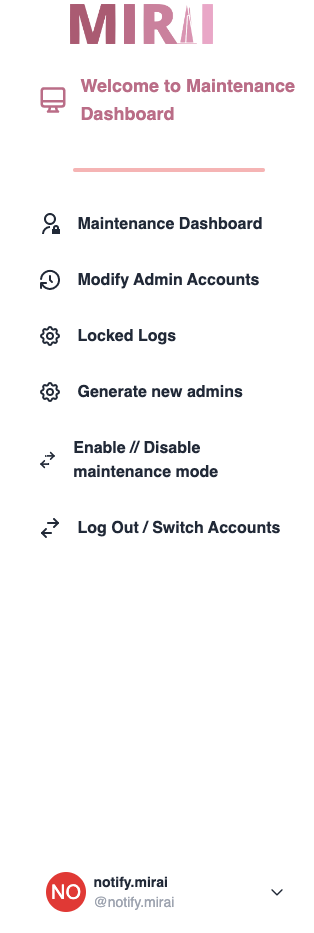 MIRAI
Welcome to Maintenance
Dashboard
Maintenance Dashboard
Modify Admin Accounts
Locked Logs
Generate new admins
Enable // Disable
maintenance mode
Log Out / Switch Accounts
NO
notify.mirai
@notify.mirai